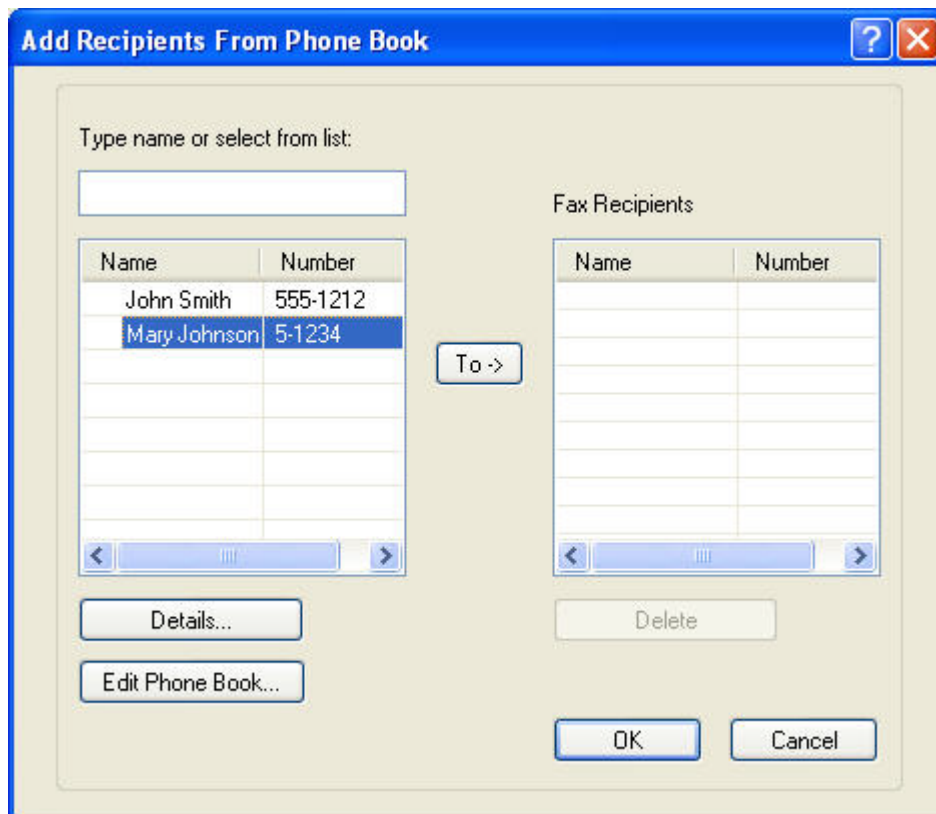 Add Recipients From Phone Book
Type name or select from list:
Fax Recipients
Name Number
John Smith 555-1212
Mary Johnson 5-1234
To ->
Name Number
Details...
Delete
Edit Phone Book...
OK Cancel